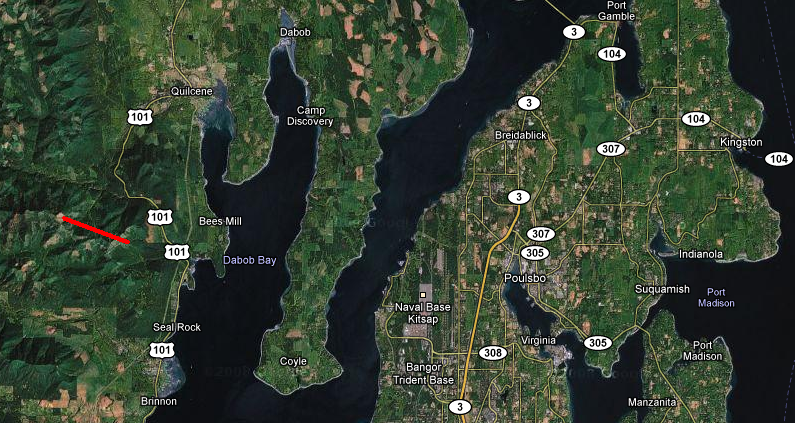 Port
Gamble
3
Dabob
104
Quilcene
3
Camp
Discovery
101
104
Breidablick
Kingston
307
104
3
101
Bees Mill
307
101
305
Indianola
Dabob Bay
Poulsbo
Suquamish
Port
Madison
Naval Base
Kitsap
Seal Rock
Virginia
305
101
308
Port
Madison
Coyle
Bangor
Trident Base
Brinnon
3
Manzanita